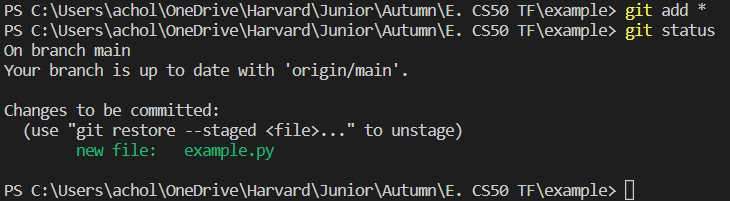 PS C:\Users\achol\OneDrive\Harvard\Junior\Autumn\E. CS50 TF\example> git add *
PS C:\Users\achol\OneDrive\Harvard\Junior\Autumn\E. CS50 TF\example> git status
On branch main
Your branch is up to date with 'origin/main'.
Changes to be committed:
  (use "git restore --staged <file>..." to unstage)
        new file:   example.py
PS C:\Users\achol\OneDrive\Harvard\Junior\Autumn\E. CS50 TF\example>